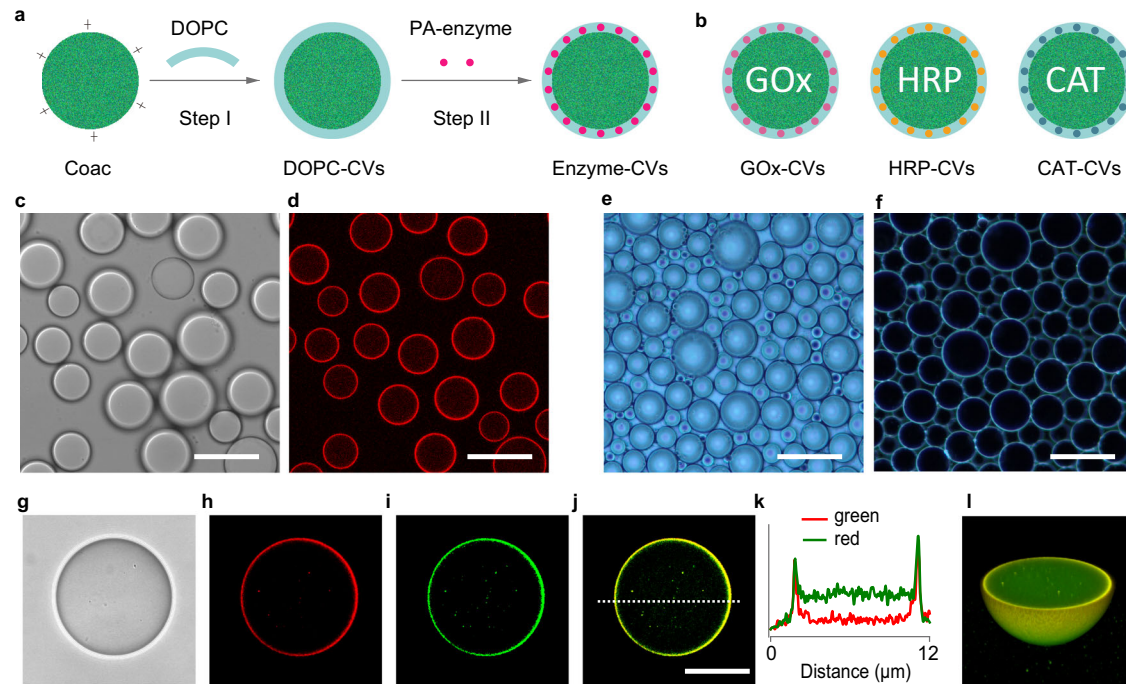 a
DOPC
PA-enzyme
Step I
Step II
Coac
DOPC-CVs
Enzyme-CVs
b
GOx
HRP
CAT
GOx-CVs
HRP-CVs
CAT-CVs
c
d
e
f
g
h
i
j
k
green
red
0
12
Distance (µm)
l